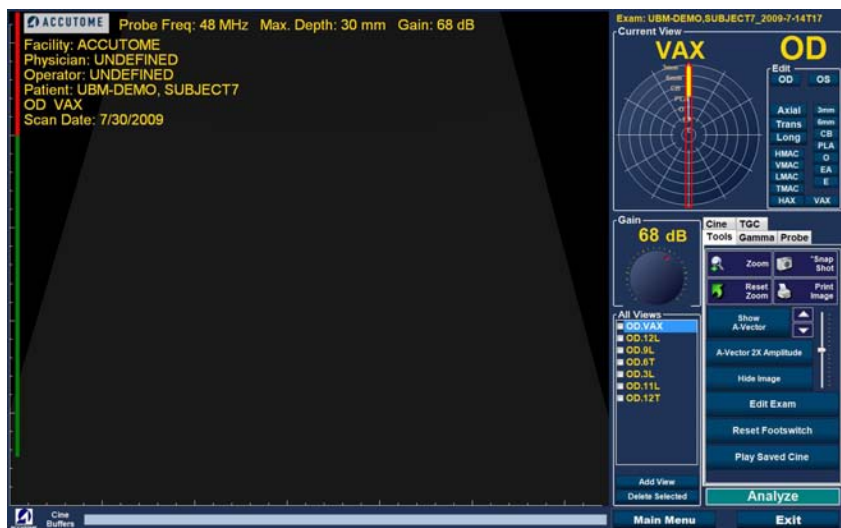 ACCUTOME Probe Freq: 48 MHz Max. Depth: 30 mm Gain: 68 dB
Facility: ACCUTOME
Physician: UNDEFINED
Operator: UNDEFINED
Patient: UBM-DEMO, SUBJECT7
OD VAX
Scan Date: 7/30/2009
Exam: UBM-DEMO,SUBJECT7_2009-7-14T17
Current View
VAX
OD
6mm
CB
PLA
Edit
OD OS
Axial 3mm
Trans 6mm
Long CB
PLA
HMAC O
VMAC EA
LMAC E
TMAC
HAX VAX
Gain
68 dB
Cine TGC
Tools Gamma Probe
Zoom
*Snap Shot
Reset Zoom
Print Image
Show A-Vector
A-Vector 2X Amplitude
Hide Image
Edit Exam
Reset Footswitch
Play Saved Cine
All Views
OD.VAX
OD.12L
OD.9L
OD.6T
OD.3L
OD.11L
OD.12T
Add View
Delete Selected
Analyze
Cine Buffers
Main Menu
Exit